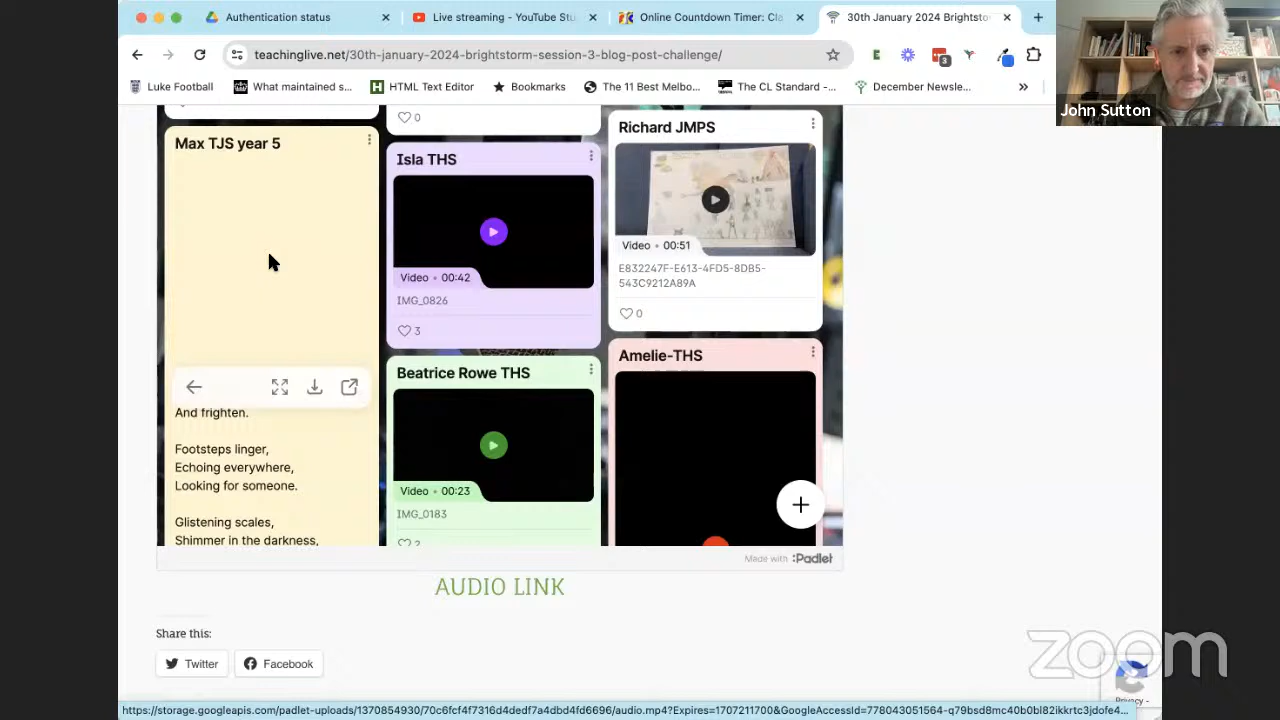 Authentication status
Live streaming - YouTube Stu
Online Countdown Timer: Cla
30th January 2024 Brightsto
teachinglive.net/30th-january-2024-brightstorm-session-3-blog-post-challenge/
3
Luke Football
What maintained s...
HTML Text Editor
Bookmarks
The 11 Best Melbo...
The CL Standard -...
December Newsle...
John Sutton
0
Max TJS year 5
And frighten.
Footsteps linger,
Echoing everywhere,
Looking for someone.
Glistening scales,
Shimmer in the darkness,
Isla THS
Video • 00:42
IMG_0826
3
Beatrice Rowe THS
Video • 00:23
IMG_0183
2
Richard JMPS
Video • 00:51
E832247F-E613-4FD5-8DB5-
543C9212A89A
0
Amelie-THS
Made with :Padlet
AUDIO LINK
Share this:
Twitter
Facebook
zoom
Privacy -